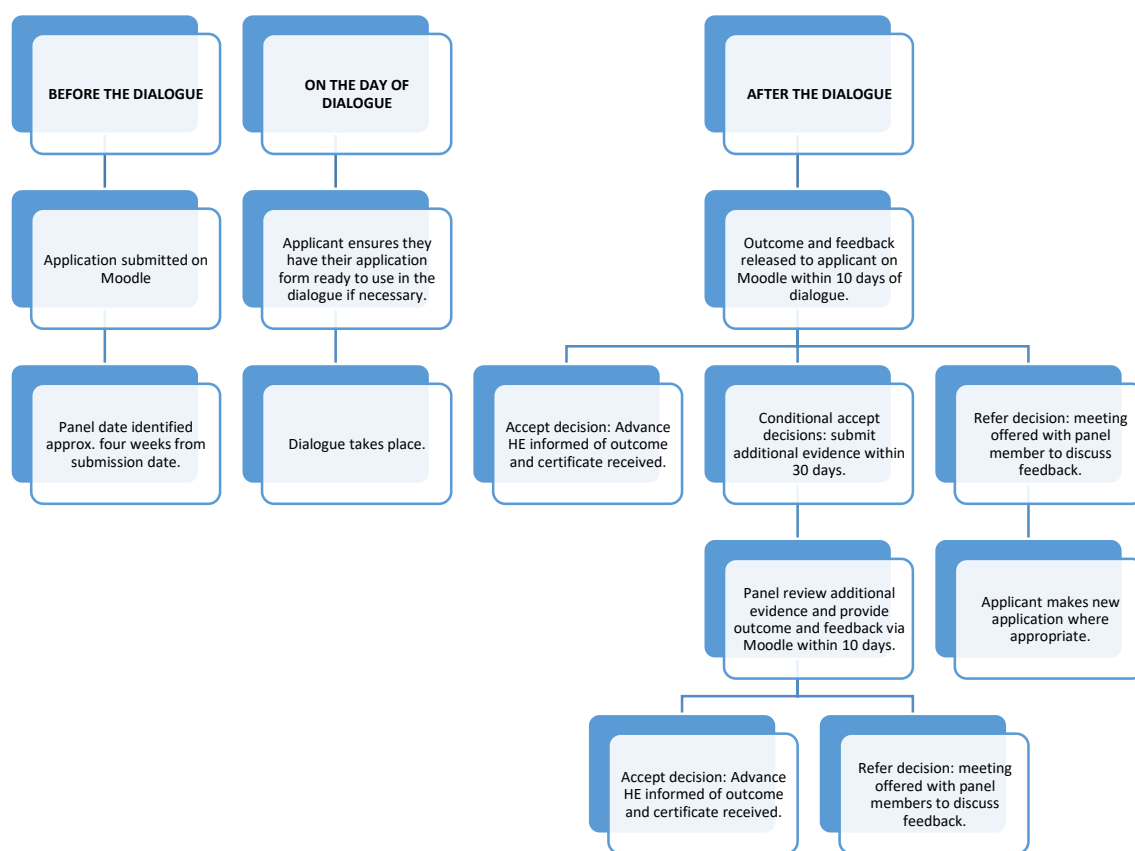 BEFORE THE DIALOGUE
Application submitted on
Moodle
Panel date identified
approx. four weeks from
submission date.
ON THE DAY OF
DIALOGUE
Applicant ensures they
have their application
form ready to use in the
dialogue if necessary.
Dialogue takes place.
AFTER THE DIALOGUE
Outcome and feedback
released to applicant on
Moodle within 10 days of
dialogue.
Accept decision: Advance
HE informed of outcome
and certificate received.
Conditional accept
decisions: submit
additional evidence within
30 days.
Panel review additional
evidence and provide
outcome and feedback via
Moodle within 10 days.
Accept decision: Advance
HE informed of outcome
and certificate received.
Refer decision: meeting
offered with panel
members to discuss
feedback.
Refer decision: meeting
offered with panel
member to discuss
feedback.
Applicant makes new
application where
appropriate.